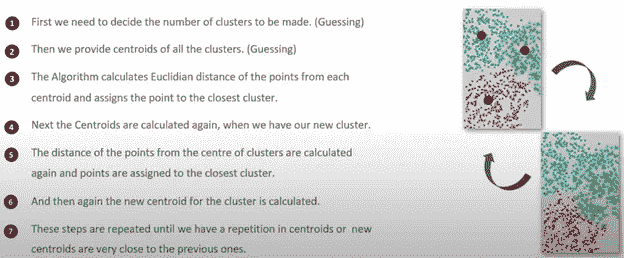 1 First we need to decide the number of clusters to be made. (Guessing)
2 Then we provide centroids of all the clusters. (Guessing)
3 The Algorithm calculates Euclidian distance of the points from each
centroid and assigns the point to the closest cluster.
4 Next the Centroids are calculated again, when we have our new cluster.
5 The distance of the points from the centre of clusters are calculated
again and points are assigned to the closest cluster.
6 And then again the new centroid for the cluster is calculated.
7 These steps are repeated until we have a repetition in centroids or new
centroids are very close to the previous ones.